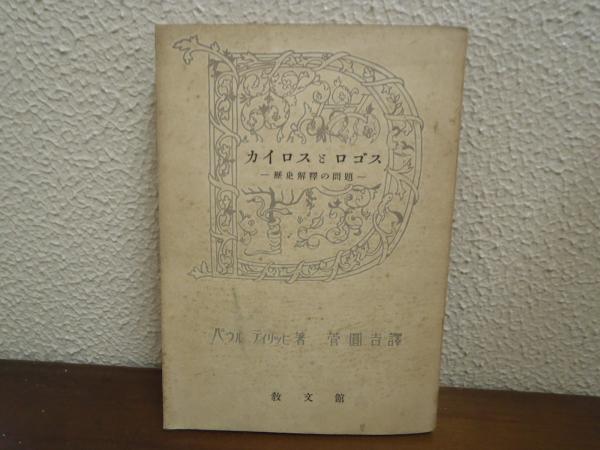 カイロスとロゴス
―歴史解釋の問題―
パウル ティリッヒ著 菅圓吉譯
教文館